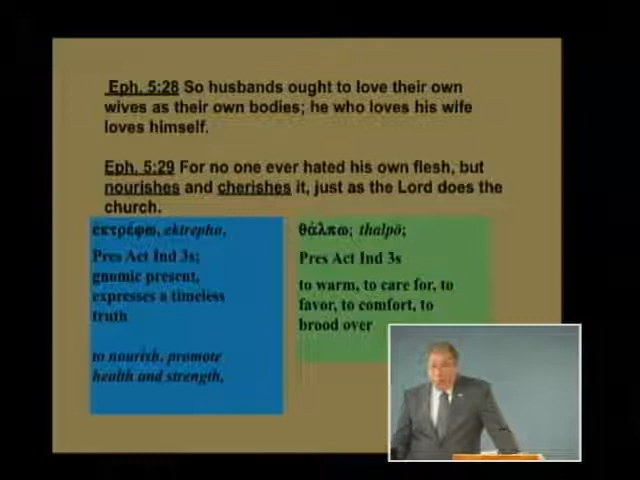 Eph. 5:28 So husbands ought to love their own
wives as their own bodies; he who loves his wife
loves himself.
Eph. 5:29 For no one ever hated his own flesh, but
nourishes and cherishes it, just as the Lord does the
church.
ἐκτρέφω, ektrephō,
Pres Act Ind 3s;
gnomic present,
expresses a timeless
truth
to nourish, promote
health and strength,
θάλπω; thalpō;
Pres Act Ind 3s
to warm, to care for, to
favor, to comfort, to
brood over